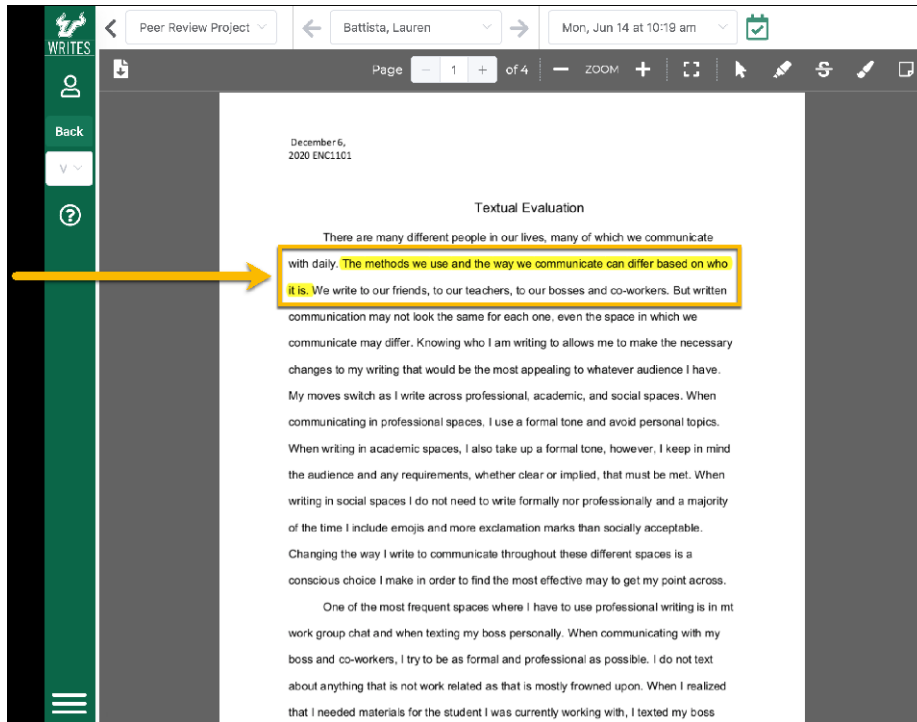 WRITES
Peer Review Project
Battista, Lauren
Mon, Jun 14 at 10:19 am
Page - 1 + of 4 ZOOM
Back
V
December 6,
2020 ENC1101
Textual Evaluation
There are many different people in our lives, many of which we communicate
with daily. The methods we use and the way we communicate can differ based on who
it is. We write to our friends, to our teachers, to our bosses and co-workers. But written
communication may not look the same for each one, even the space in which we
communicate may differ. Knowing who I am writing to allows me to make the necessary
changes to my writing that would be the most appealing to whatever audience I have.
My moves switch as I write across professional, academic, and social spaces. When
communicating in professional spaces, I use a formal tone and avoid personal topics.
When writing in academic spaces, I also take up a formal tone, however, I keep in mind
the audience and any requirements, whether clear or implied, that must be met. When
writing in social spaces I do not need to write formally nor professionally and a majority
of the time I include emojis and more exclamation marks than socially acceptable.
Changing the way I write to communicate throughout these different spaces is a
conscious choice I make in order to find the most effective may to get my point across.
One of the most frequent spaces where I have to use professional writing is in mt
work group chat and when texting my boss personally. When communicating with my
boss and co-workers, I try to be as formal and professional as possible. I do not text
about anything that is not work related as that is mostly frowned upon. When I realized
that I needed materials for the student I was currently working with, I texted my boss